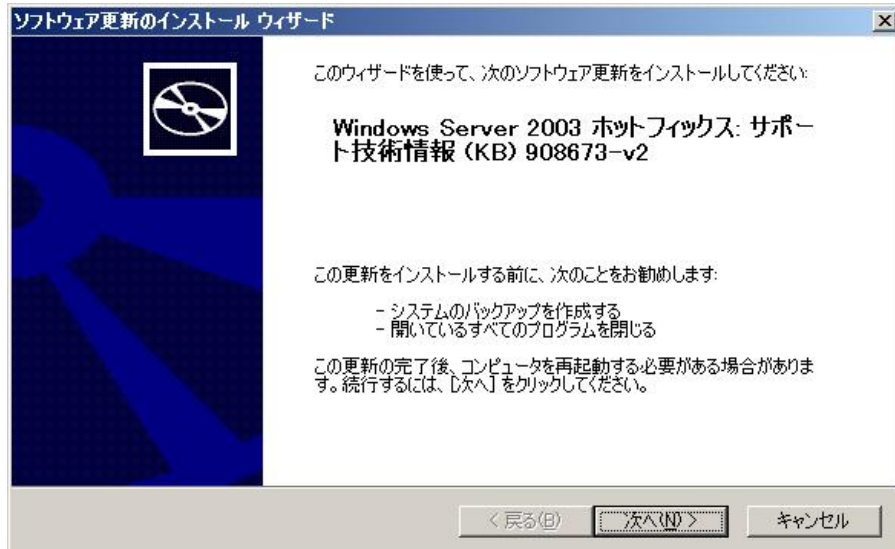 ソフトウェア更新のインストール ウィザード
このウィザードを使って、次のソフトウェア更新をインストールしてください:
Windows Server 2003 ホットフィックス: サポー
ト技術情報 (KB) 908673-v2
この更新をインストールする前に、次のことをお勧めします:
- システムのバックアップを作成する
- 開いているすべてのプログラムを閉じる
この更新の完了後、コンピュータを再起動する必要がある場合がありま
す。続行するには、[次へ] をクリックしてください。
< 戻る(B)
次へ(N) >
キャンセル